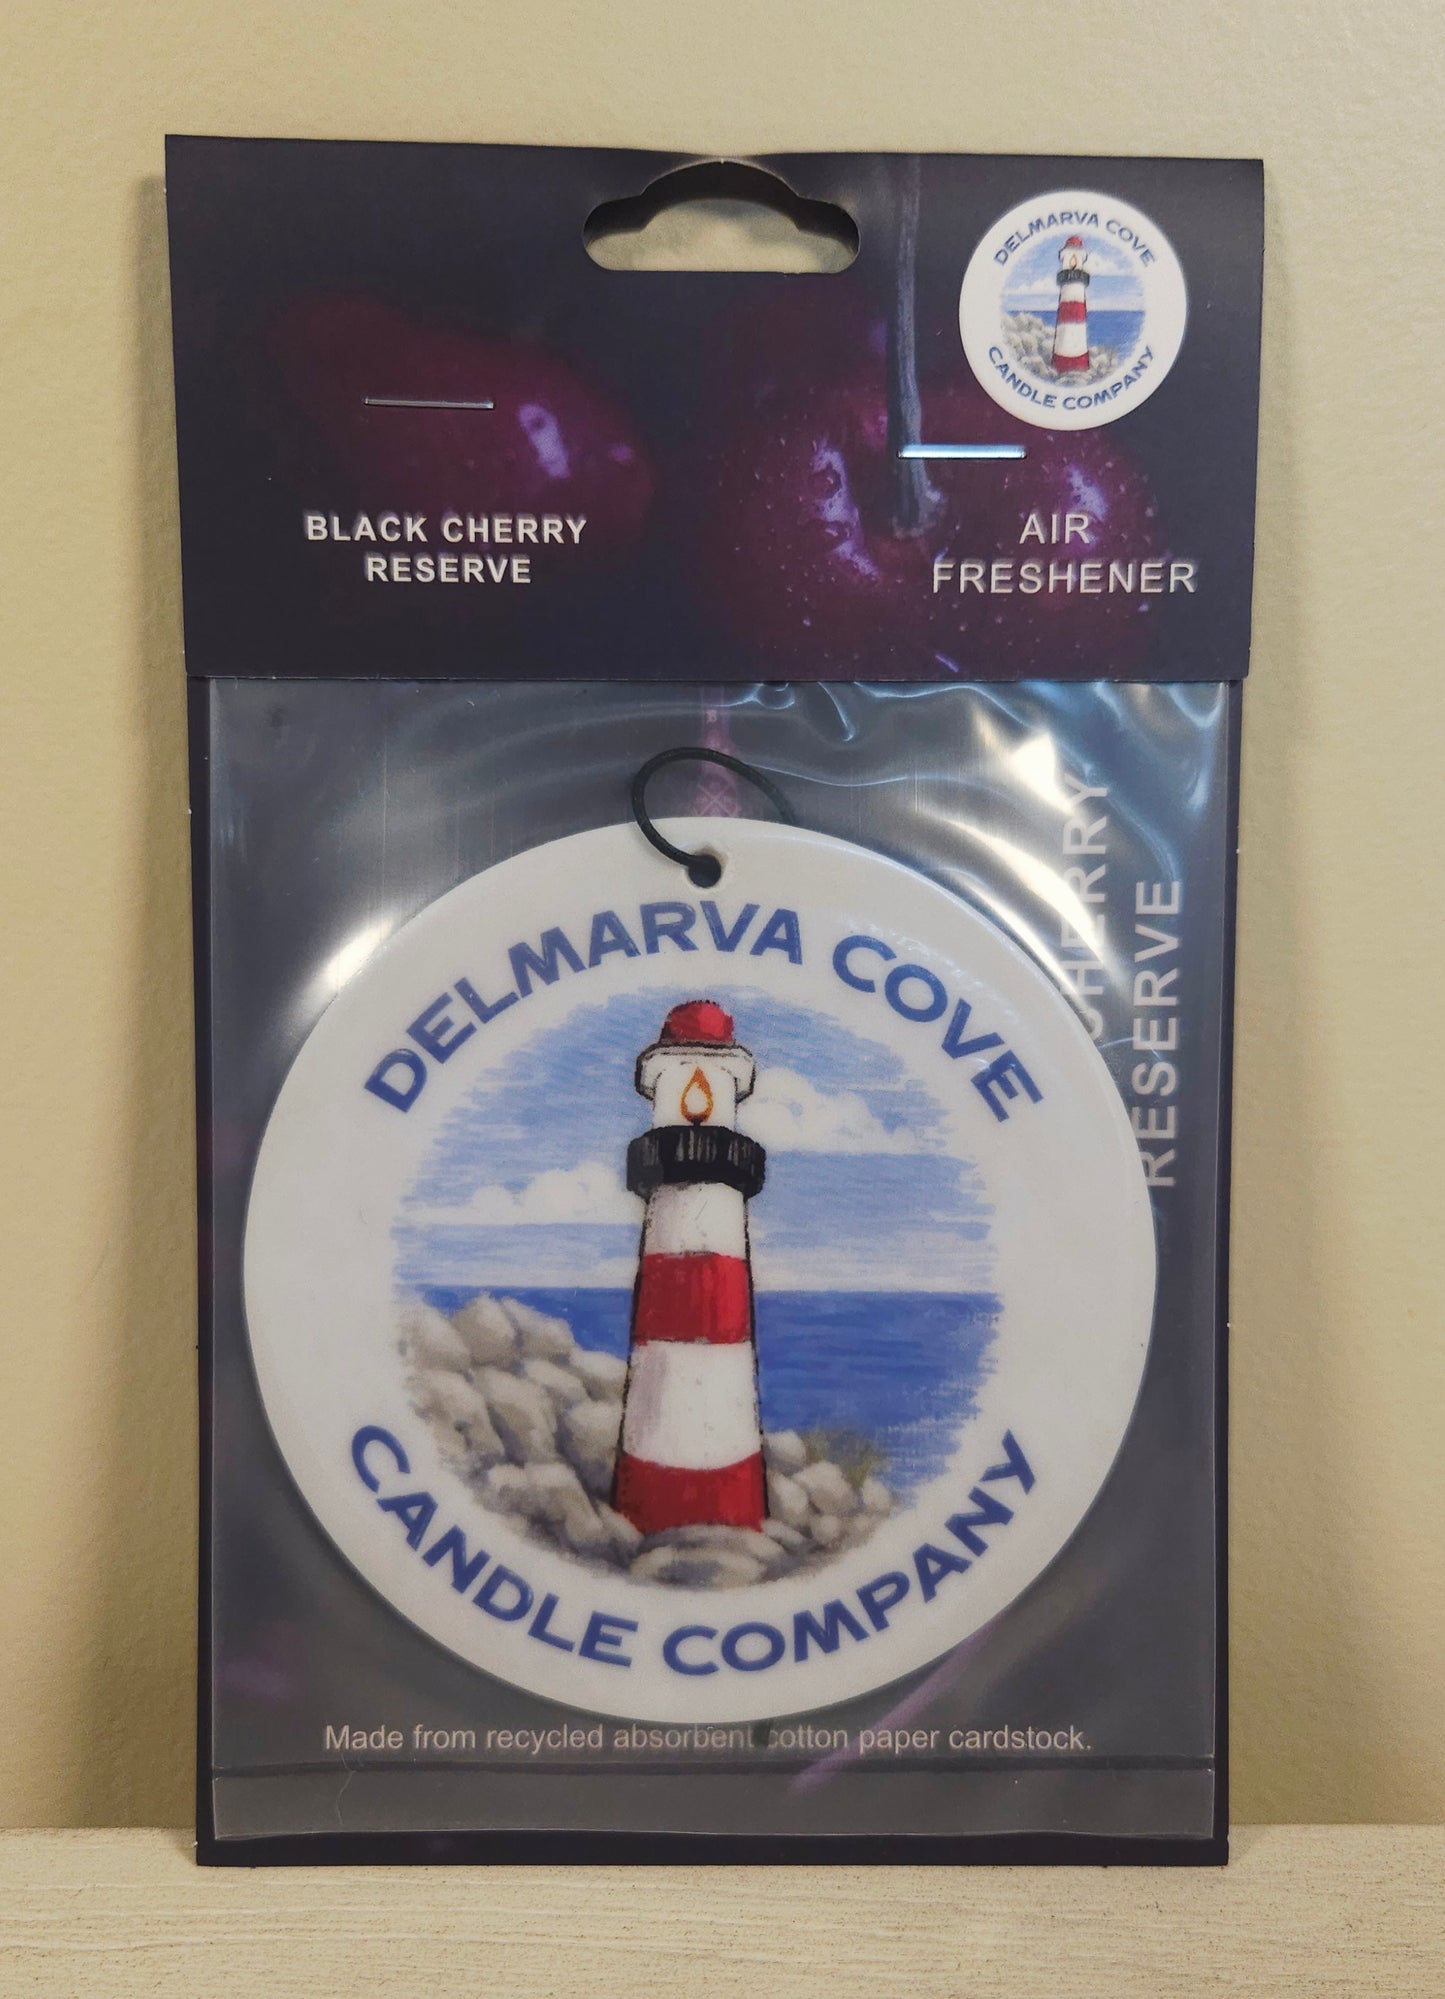 DELMARVA COVE
CANDLE COMPANY
BLACK CHERRY
RESERVE
AIR
FRESHENER
CHERRY
RESERVE
DELMARVA COVE
CANDLE COMPANY
Made from recycled absorbent cotton paper cardstock.